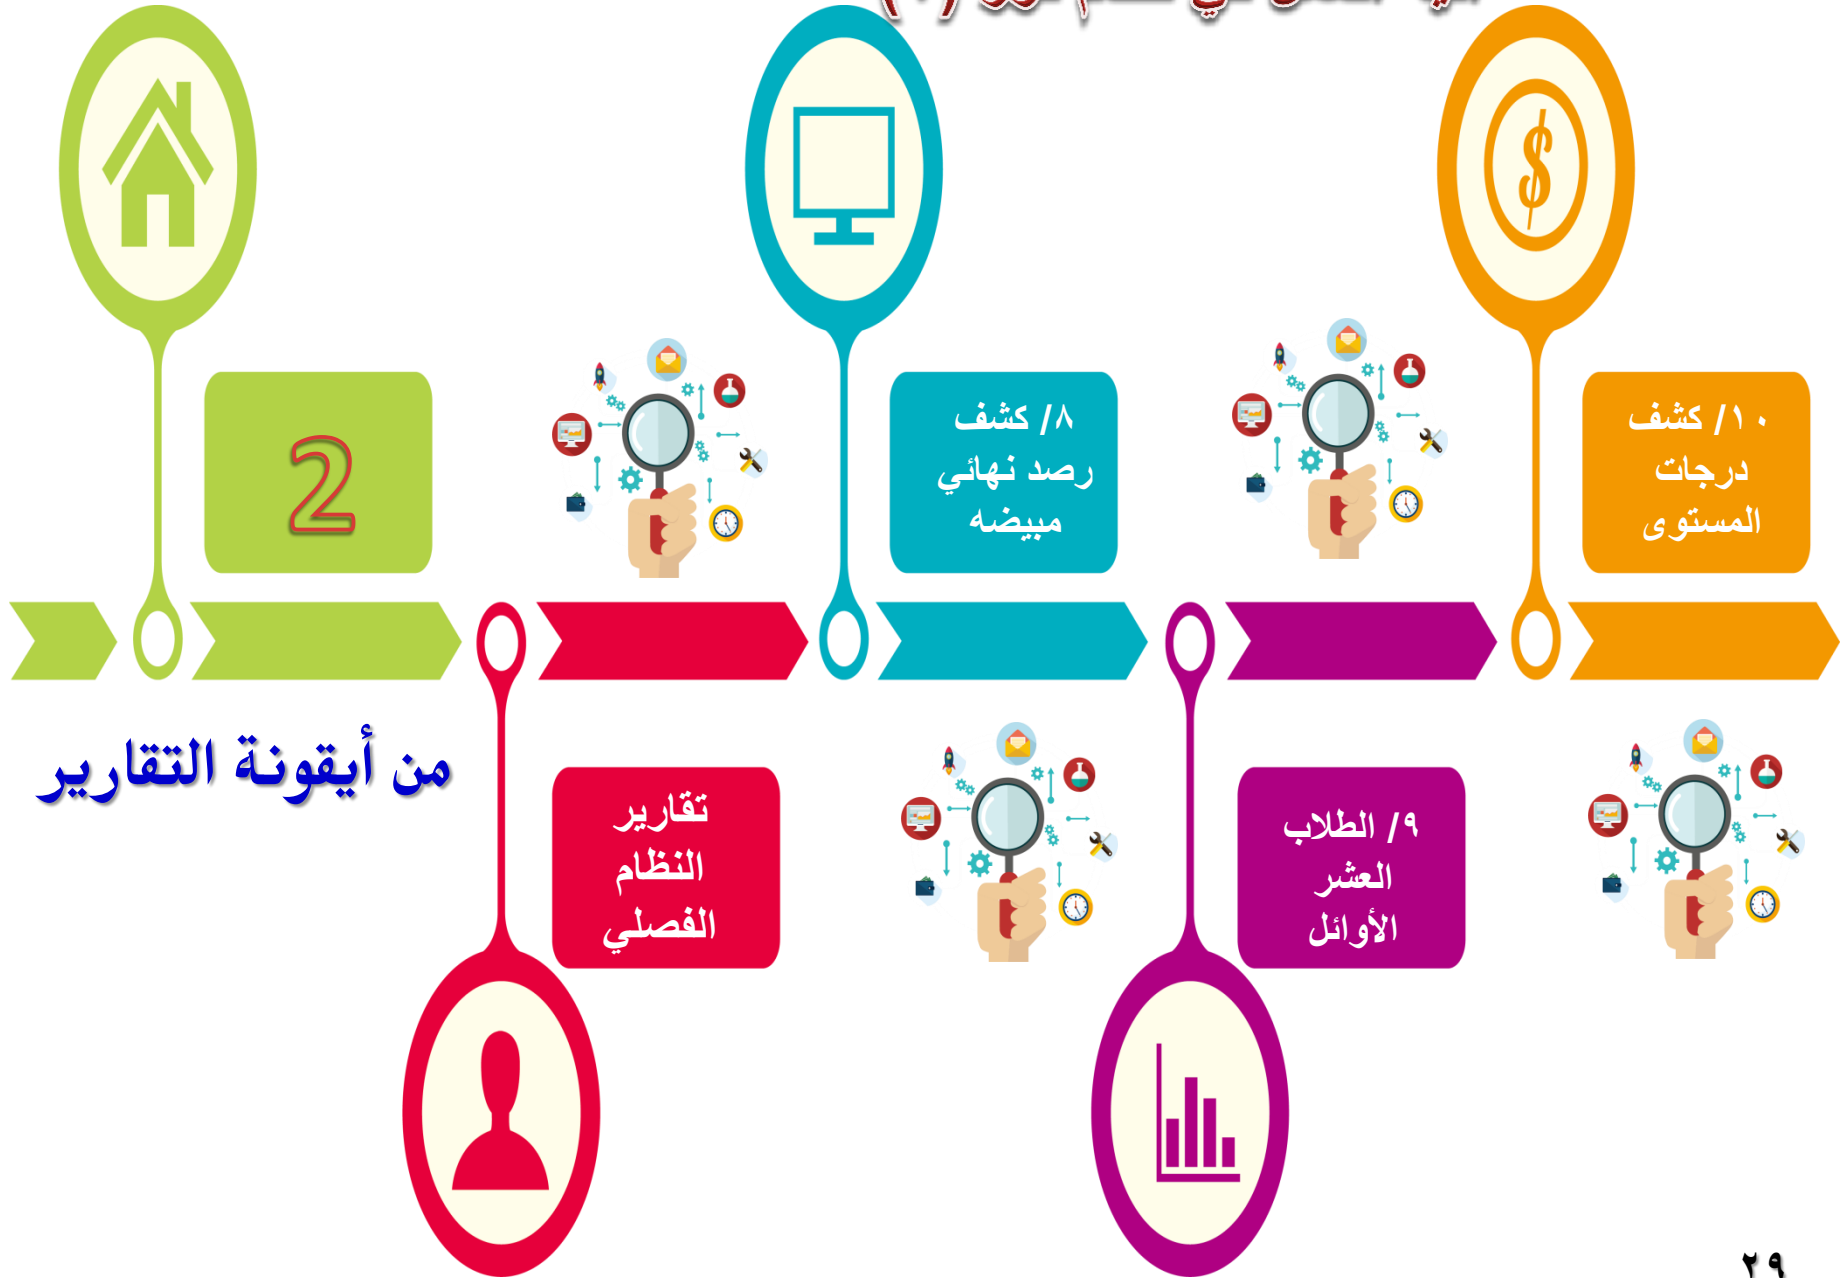 2
من أيقونة التقارير
تقارير
النظام
الفصلي
٨/ كشف
رصد نهائي
مبيضه
٩/ الطلاب
العشر
الأوائل
١٠/ كشف
درجات
المستوى
٢٩